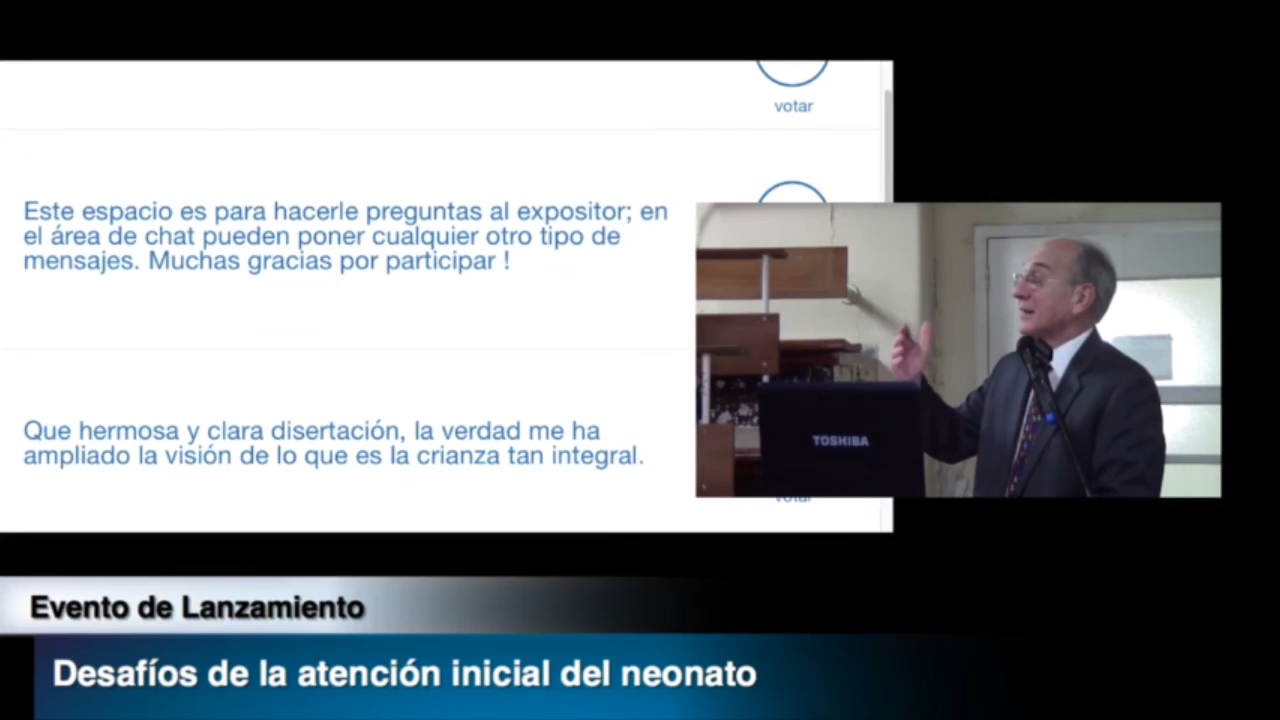 votar
Este espacio es para hacerle preguntas al expositor; en
el área de chat pueden poner cualquier otro tipo de
mensajes. Muchas gracias por participar !
Que hermosa y clara disertación, la verdad me ha
ampliado la visión de lo que es la crianza tan integral.
votar
TOSHIBA
Evento de Lanzamiento
Desafíos de la atención inicial del neonato